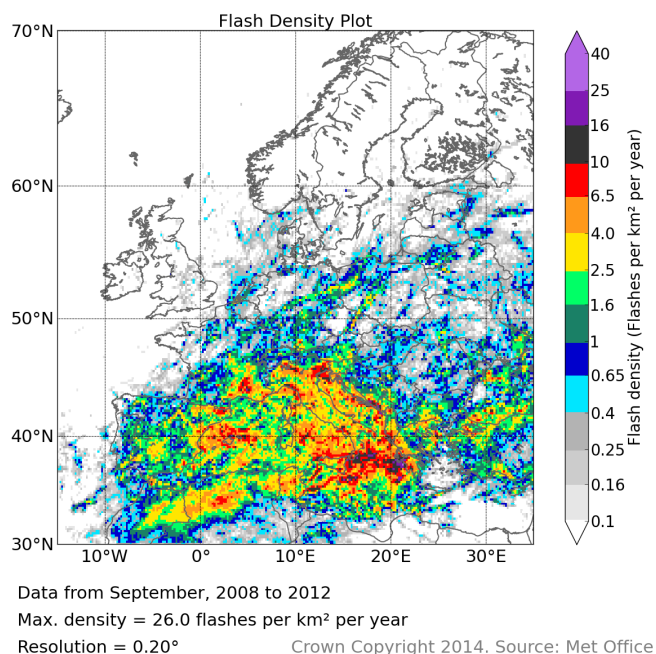 Flash Density Plot
70°N
60°N
50°N
40°N
30°N
10°W 0° 10°E 20°E 30°E
40
25
16
10
6.5
4.0
2.5
1.6
1
0.65
0.4
0.25
0.16
0.1
Flash density (Flashes per km² per year)
Data from September, 2008 to 2012
Max. density = 26.0 flashes per km² per year
Resolution = 0.20°
Crown Copyright 2014. Source: Met Office